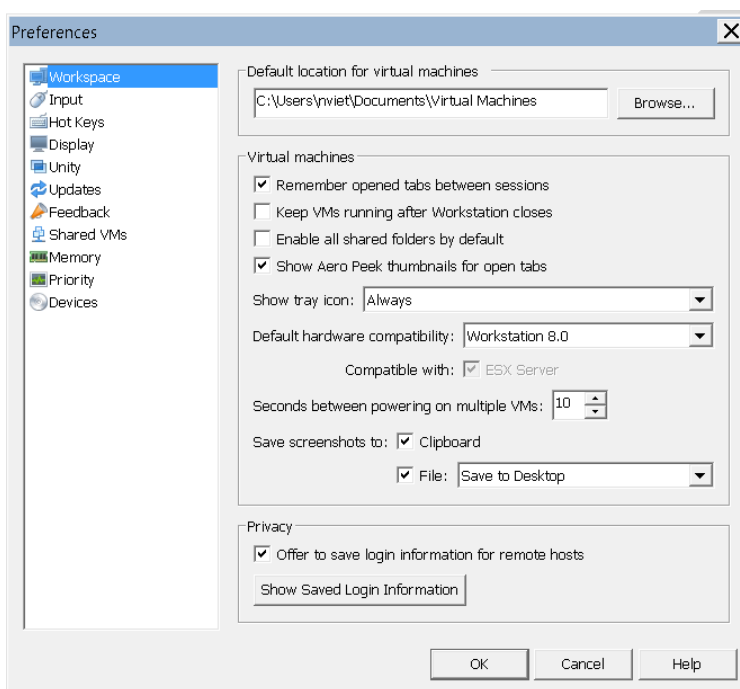 Preferences
Workspace
Input
Hot Keys
Display
Unity
Updates
Feedback
Shared VMs
Memory
Priority
Devices
Default location for virtual machines
C:\Users\nviet\Documents\Virtual Machines
Browse...
Virtual machines
Remember opened tabs between sessions
Keep VMs running after Workstation closes
Enable all shared folders by default
Show Aero Peek thumbnails for open tabs
Show tray icon: Always
Default hardware compatibility: Workstation 8.0
Compatible with: ESX Server
Seconds between powering on multiple VMs: 10
Save screenshots to: Clipboard
File: Save to Desktop
Privacy
Offer to save login information for remote hosts
Show Saved Login Information
OK Cancel Help